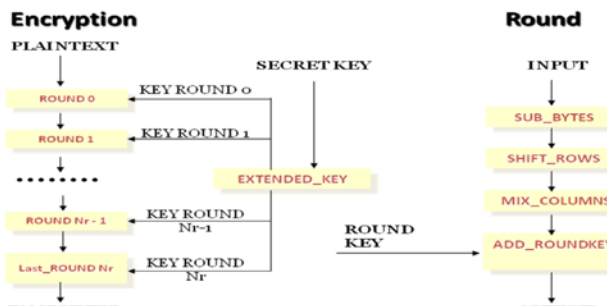 Encryption
PLAINTEXT
ROUND 0
ROUND 1
ROUND Nr - 1
Last_ROUND Nr
KEY ROUND 0
KEY ROUND 1
KEY ROUND
Nr-1
KEY ROUND
Nr
SECRET KEY
EXTENDED_KEY
Round
INPUT
SUB_BYTES
SHIFT_ROWS
MIX_COLUMNS
ADD_ROUNDKEY
ROUND
KEY